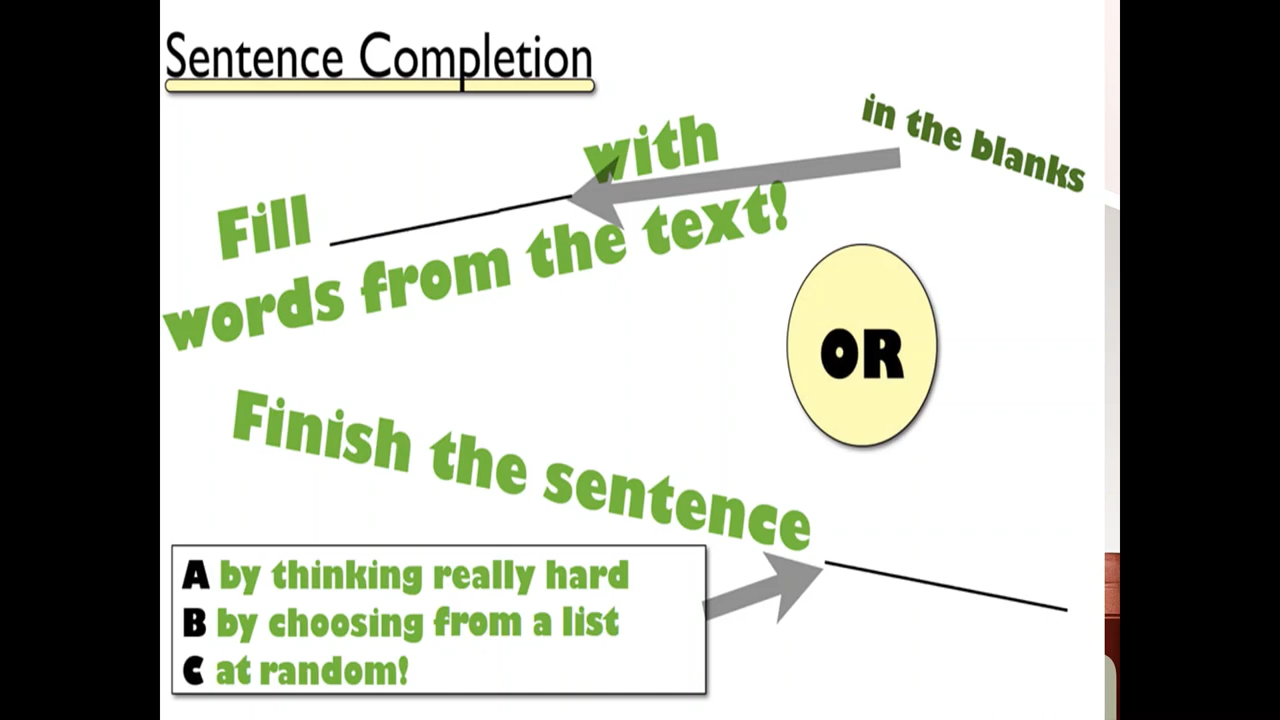 Sentence Completion
in the blanks
Fill
with
words from the text!
OR
Finish the sentence
A by thinking really hard
B by choosing from a list
C at random!